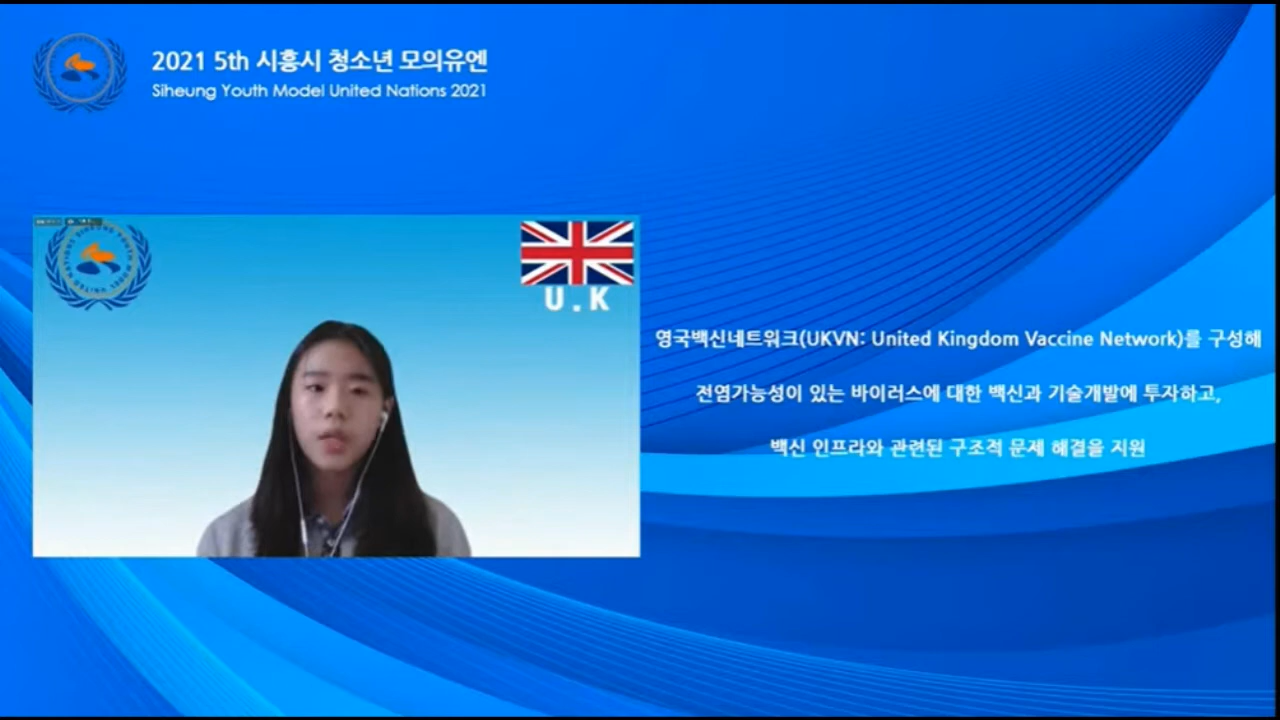 2021 5th 시흥시 청소년 모의유엔
Siheung Youth Model United Nations 2021
U.K
영국백신네트워크(UKVN: United Kingdom Vaccine Network)를 구성해
전염가능성이 있는 바이러스에 대한 백신과 기술개발에 투자하고,
백신 인프라와 관련된 구조적 문제 해결을 지원